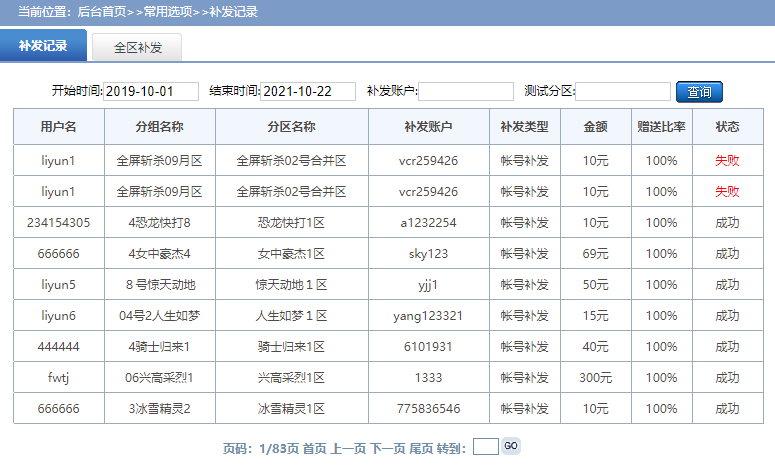 当前位置：后台首页>>常用选项>>补发记录
补发记录 全区补发
开始时间:2019-10-01 结束时间:2021-10-22 补发账户: 测试分区: 查询
用户名 分组名称 分区名称 补发账户 补发类型 金额 赠送比率 状态
liyun1 全屏斩杀09月区 全屏斩杀02号合并区 vcr259426 帐号补发 10元 100% 失败
liyun1 全屏斩杀09月区 全屏斩杀02号合并区 vcr259426 帐号补发 10元 100% 失败
234154305 4恐龙快打8 恐龙快打1区 a1232254 帐号补发 10元 100% 成功
666666 4女中豪杰4 女中豪杰1区 sky123 帐号补发 69元 100% 成功
liyun5 8号惊天动地 惊天动地1区 yjj1 帐号补发 50元 100% 成功
liyun6 04号2人生如梦 人生如梦1区 yang123321 帐号补发 15元 100% 成功
444444 4骑士归来1 骑士归来1区 6101931 帐号补发 40元 100% 成功
fwtj 06兴高采烈1 兴高采烈1区 1333 帐号补发 300元 100% 成功
666666 3冰雪精灵2 冰雪精灵1区 775836546 帐号补发 10元 100% 成功
页码：1/83页 首页 上一页 下一页 尾页 转到： GO